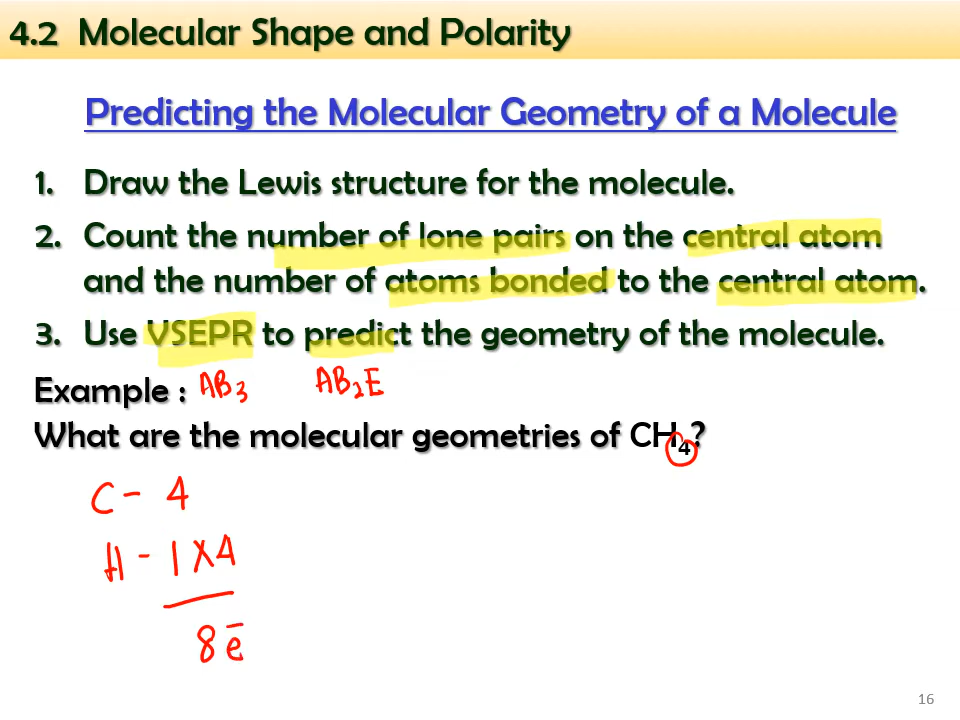 4.2 Molecular Shape and Polarity
Predicting the Molecular Geometry of a Molecule
1. Draw the Lewis structure for the molecule.
2. Count the number of lone pairs on the central atom
and the number of atoms bonded to the central atom.
3. Use VSEPR to predict the geometry of the molecule.
Example : AB₃ AB₂E
What are the molecular geometries of CH₄?
C - 4
H - 1 X 4
8 ē
16